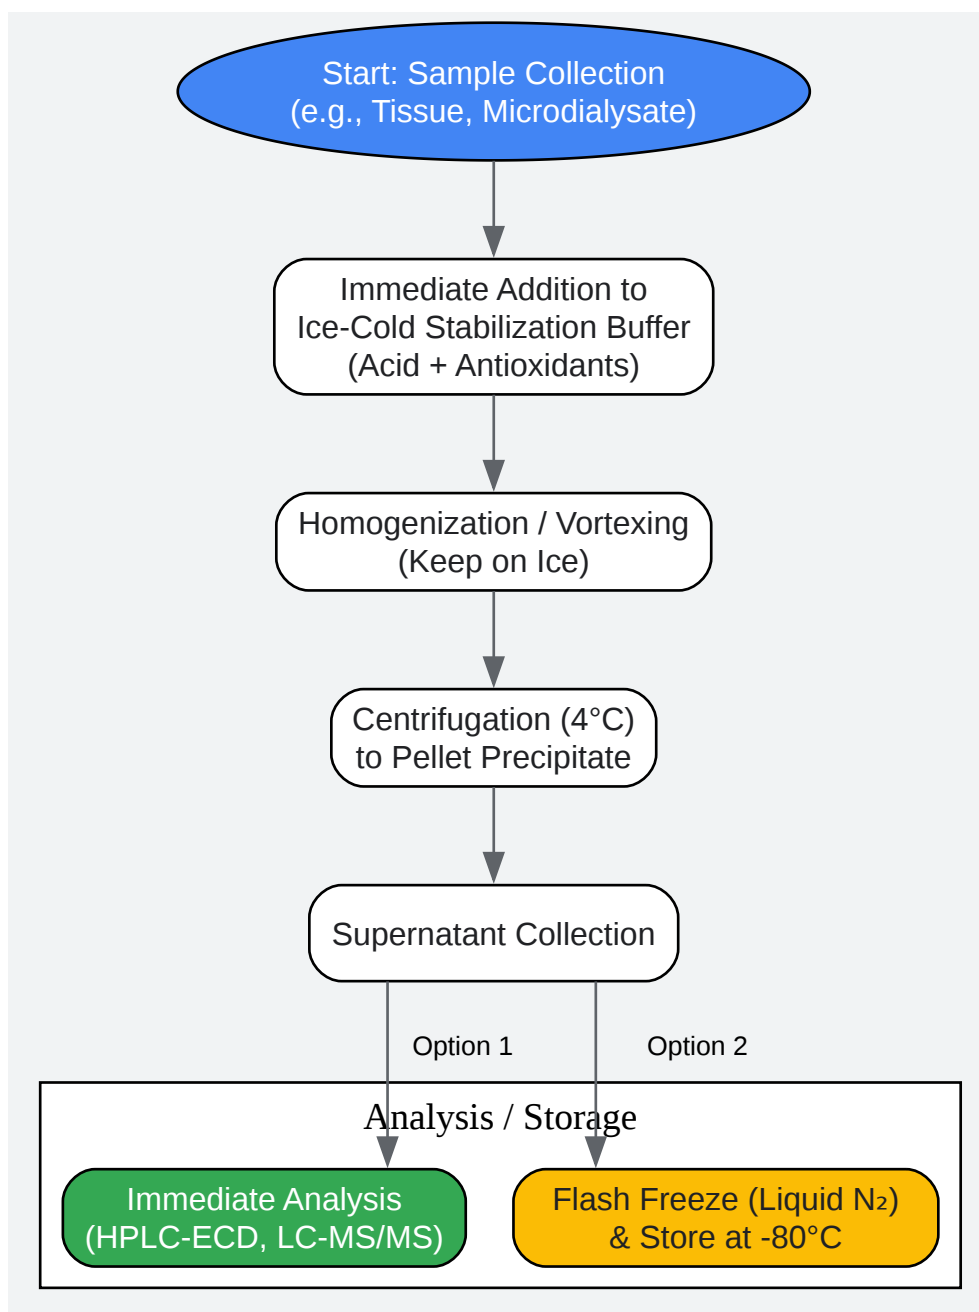 Start: Sample Collection
(e.g., Tissue, Microdialysate)
Immediate Addition to
Ice-Cold Stabilization Buffer
(Acid + Antioxidants)
Homogenization / Vortexing
(Keep on Ice)
Centrifugation (4°C)
to Pellet Precipitate
Supernatant Collection
Option 1
Option 2
Analysis / Storage
Immediate Analysis
(HPLC-ECD, LC-MS/MS)
Flash Freeze (Liquid N₂)
& Store at -80°C